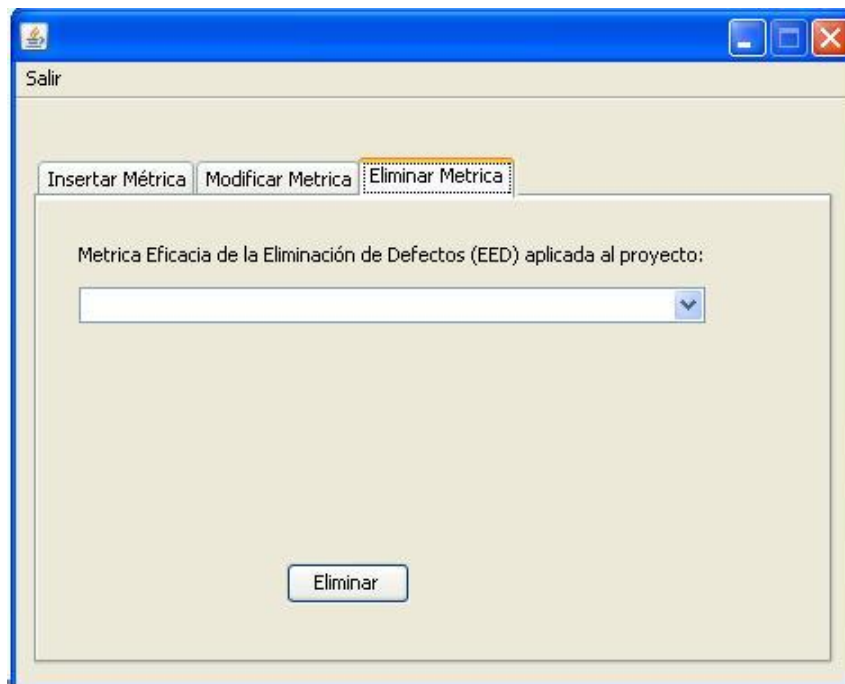 Salir
Insertar Métrica Modificar Metrica Eliminar Metrica
Metrica Eficacia de la Eliminación de Defectos (EED) aplicada al proyecto:
Eliminar